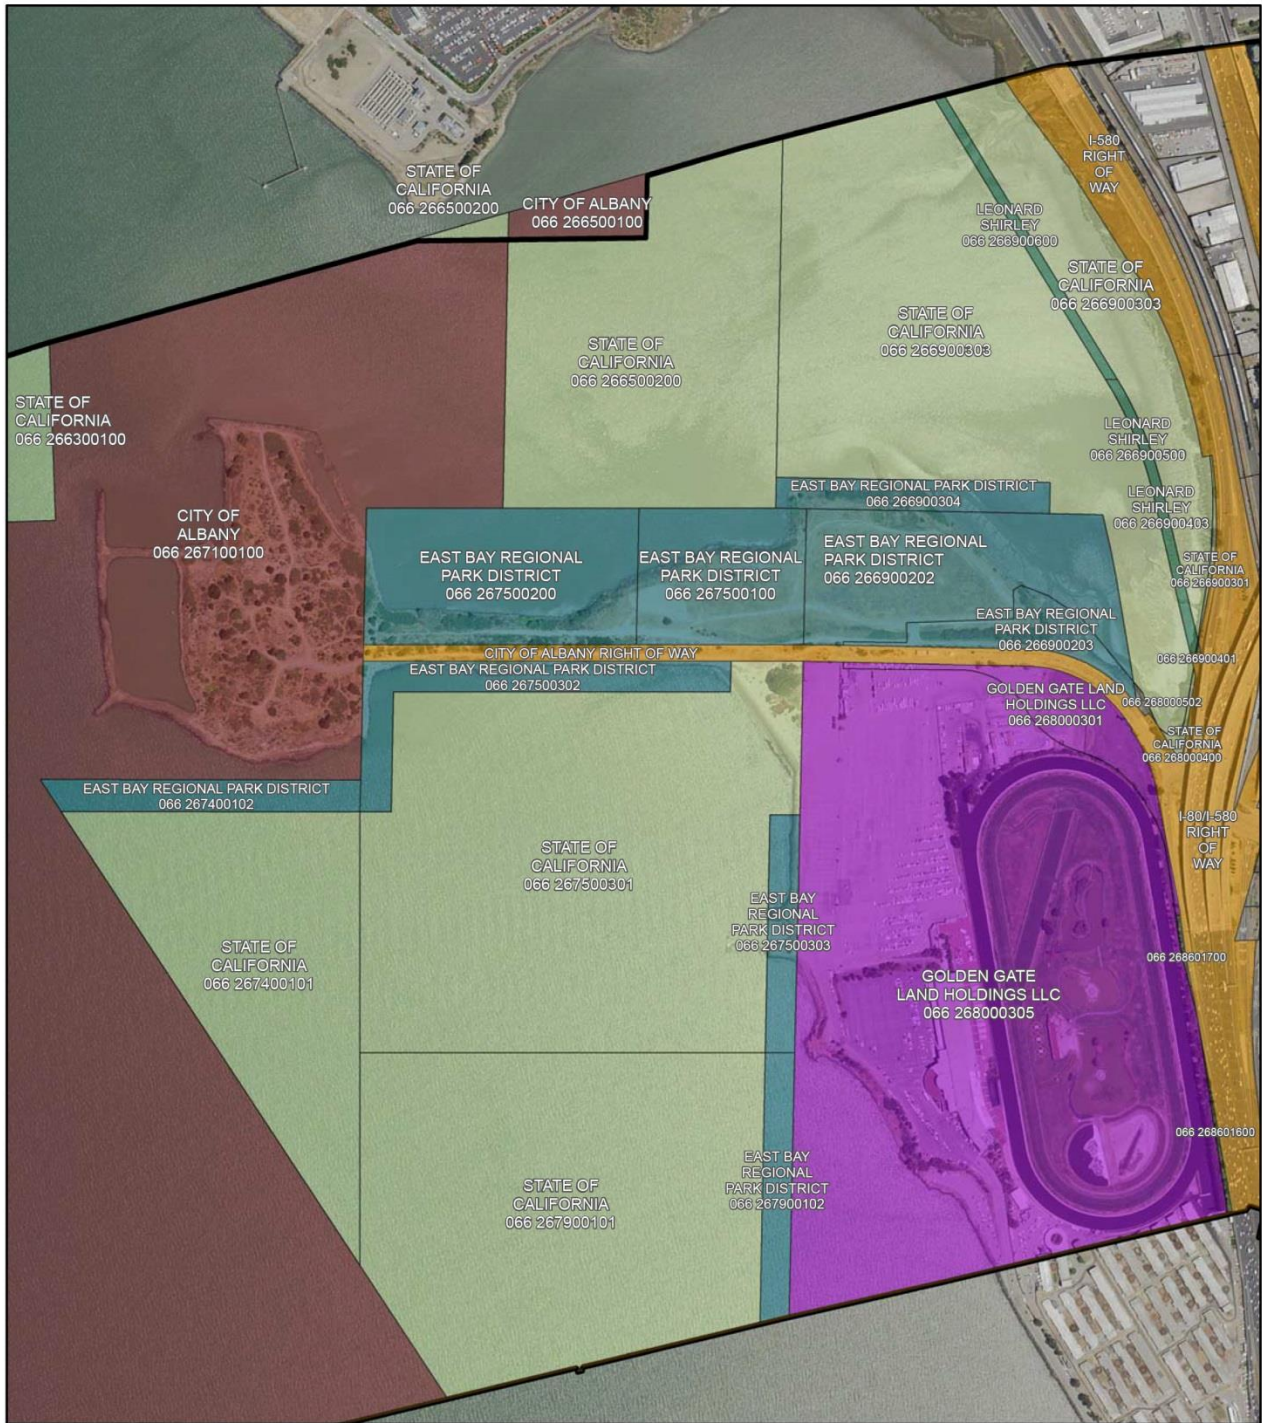 STATE OF
CALIFORNIA
066 266500200
CITY OF ALBANY
066 266500100
I-580
RIGHT
OF
WAY
LEONARD
SHIRLEY
066 266900600
STATE OF
CALIFORNIA
066 266900303
STATE OF
CALIFORNIA
066 266900303
STATE OF
CALIFORNIA
066 266500200
STATE OF
CALIFORNIA
066 266300100
LEONARD
SHIRLEY
066 266900500
EAST BAY REGIONAL PARK DISTRICT
066 266900304
LEONARD
SHIRLEY
066 266900403
CITY OF
ALBANY
066 267100100
EAST BAY REGIONAL
PARK DISTRICT
066 267500200
EAST BAY REGIONAL
PARK DISTRICT
066 267500100
EAST BAY REGIONAL
PARK DISTRICT
066 266900202
STATE OF
CALIFORNIA
066 266900301
EAST BAY REGIONAL
PARK DISTRICT
066 266900203
CITY OF ALBANY RIGHT OF WAY
066 266900401
EAST BAY REGIONAL PARK DISTRICT
066 267500302
GOLDEN GATE LAND
HOLDINGS LLC
066 268000301
066 268000502
STATE OF
CALIFORNIA
066 268000400
EAST BAY REGIONAL PARK DISTRICT
066 267400102
I-80/I-580
RIGHT
OF
WAY
STATE OF
CALIFORNIA
066 267500301
EAST BAY
REGIONAL
PARK DISTRICT
066 267500303
STATE OF
CALIFORNIA
066 267400101
066 268601700
GOLDEN GATE
LAND HOLDINGS LLC
066 268000305
066 268601600
EAST BAY
REGIONAL
PARK DISTRICT
066 267900102
STATE OF
CALIFORNIA
066 267900101